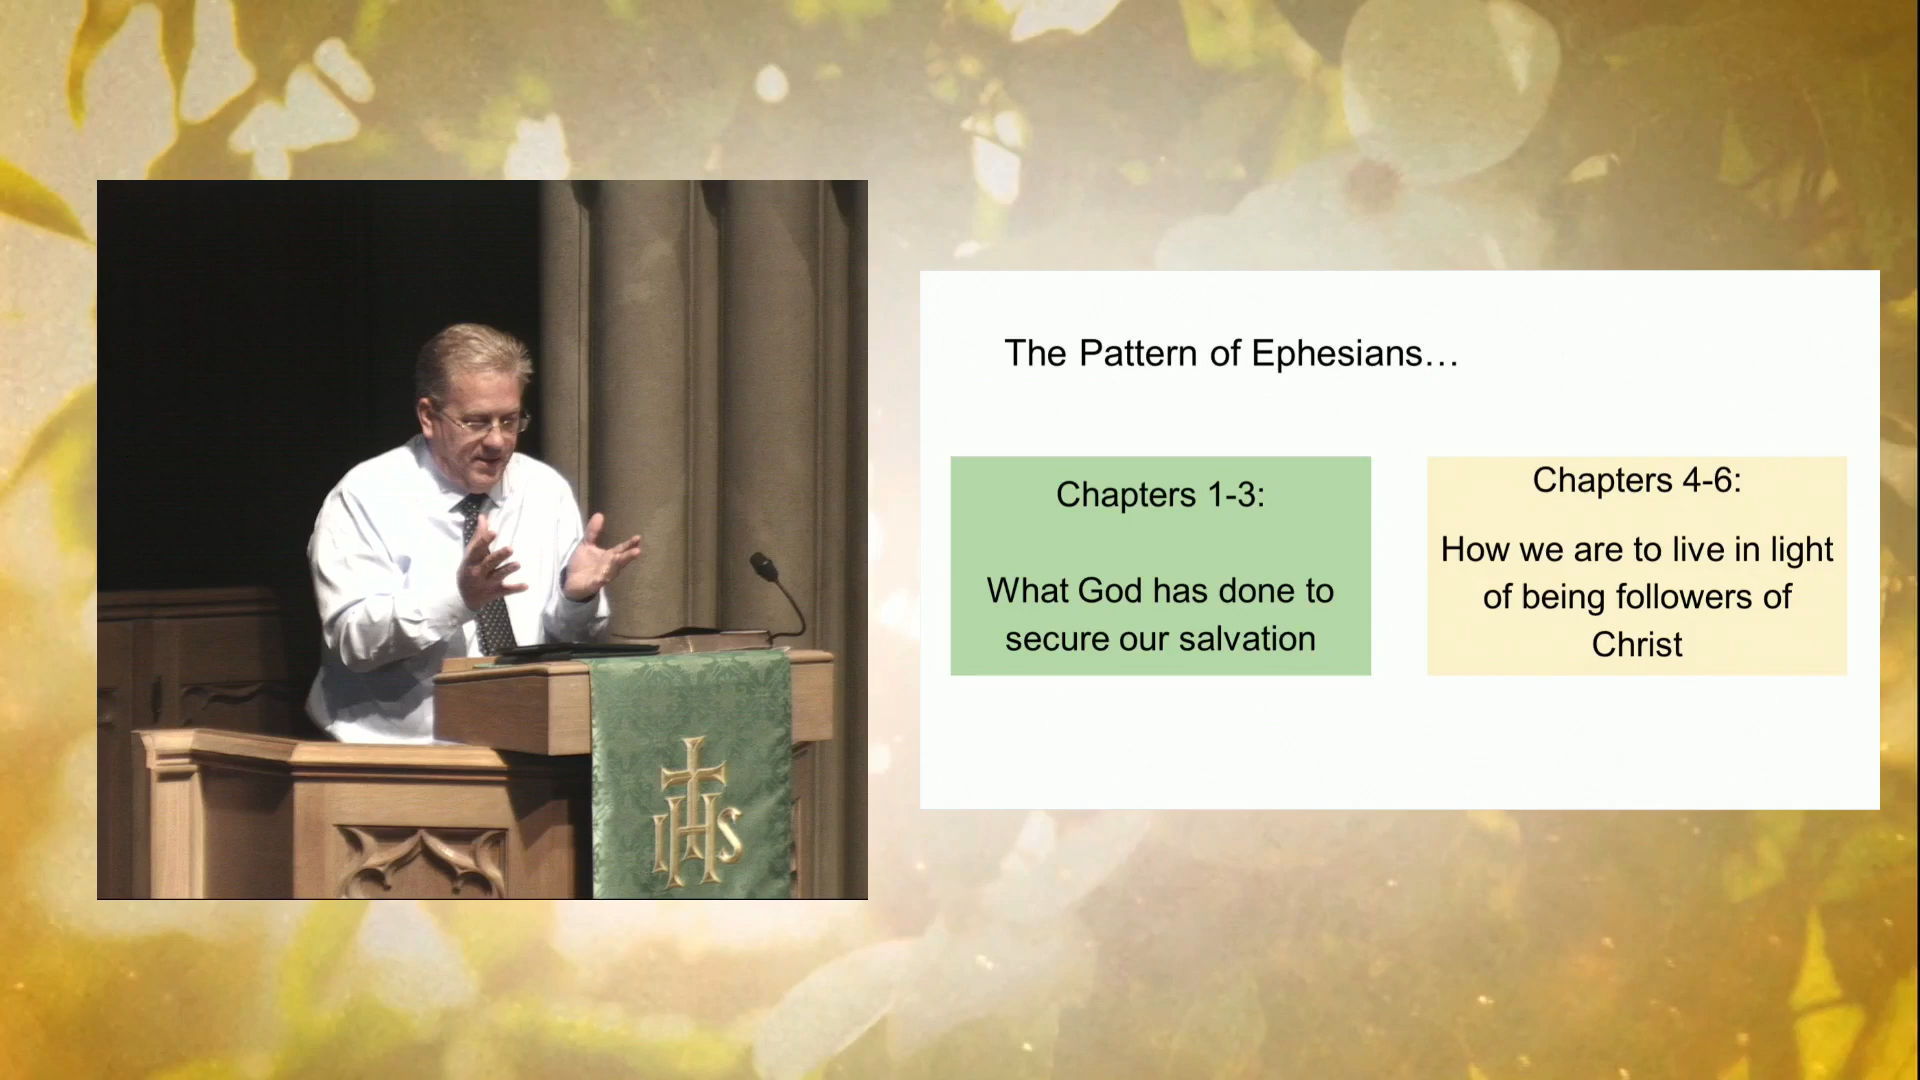 The Pattern of Ephesians…
Chapters 1-3:
What God has done to
secure our salvation
Chapters 4-6:
How we are to live in light
of being followers of
Christ
IHS